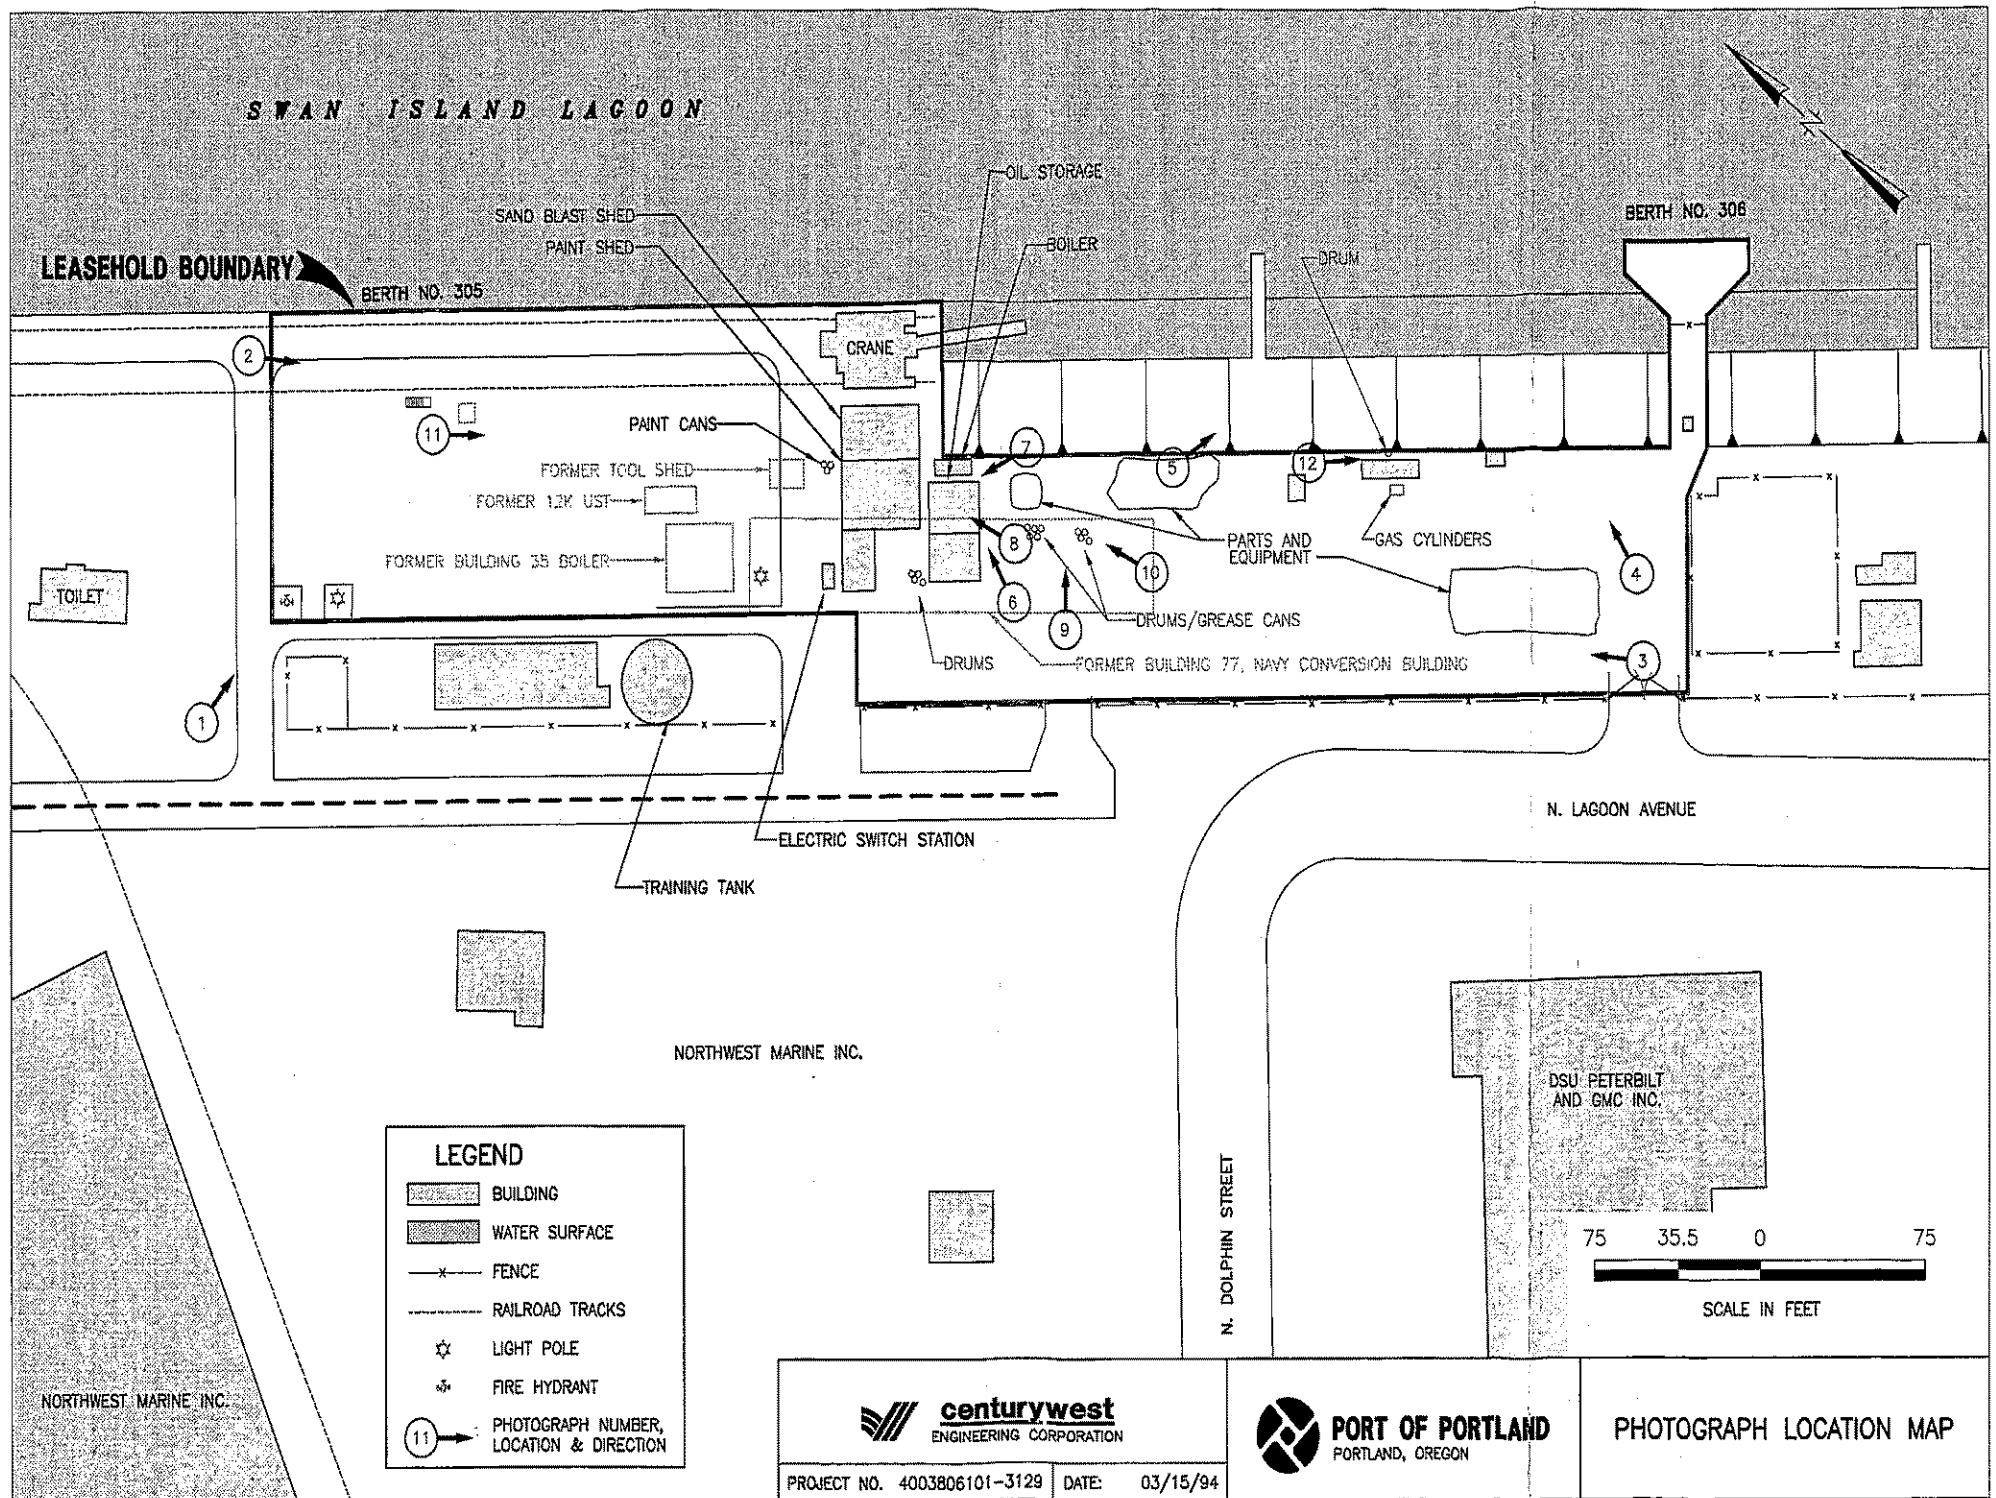 SWAN ISLAND LAGOON
OIL STORAGE
SAND BLAST SHED
BERTH NO. 306
PAINT SHED
BOILER
DRUM
LEASEHOLD BOUNDARY
BERTH NO. 305
N
2
CRANE
11
PAINT CANS
7
5
12
FORMER TOOL SHED
FORMER 12K UST
8
PARTS AND
EQUIPMENT
GAS CYLINDERS
FORMER BUILDING 35 BOILER
10
4
TOILET
6
9
DRUMS/GREASE CANS
DRUMS
FORMER BUILDING 77, NAVY CONVERSION BUILDING
3
1
N. LAGOON AVENUE
ELECTRIC SWITCH STATION
TRAINING TANK
NORTHWEST MARINE INC.
DSU PETERBILT
AND GMC INC.
N. DOLPHIN STREET
LEGEND
BUILDING
WATER SURFACE
FENCE
RAILROAD TRACKS
LIGHT POLE
FIRE HYDRANT
11
PHOTOGRAPH NUMBER,
LOCATION & DIRECTION
75 35.5 0 75
SCALE IN FEET
NORTHWEST MARINE INC.
centurywest
ENGINEERING CORPORATION
PROJECT NO. 4003806101-3129 DATE: 03/15/94
PORT OF PORTLAND
PORTLAND, OREGON
PHOTOGRAPH LOCATION MAP